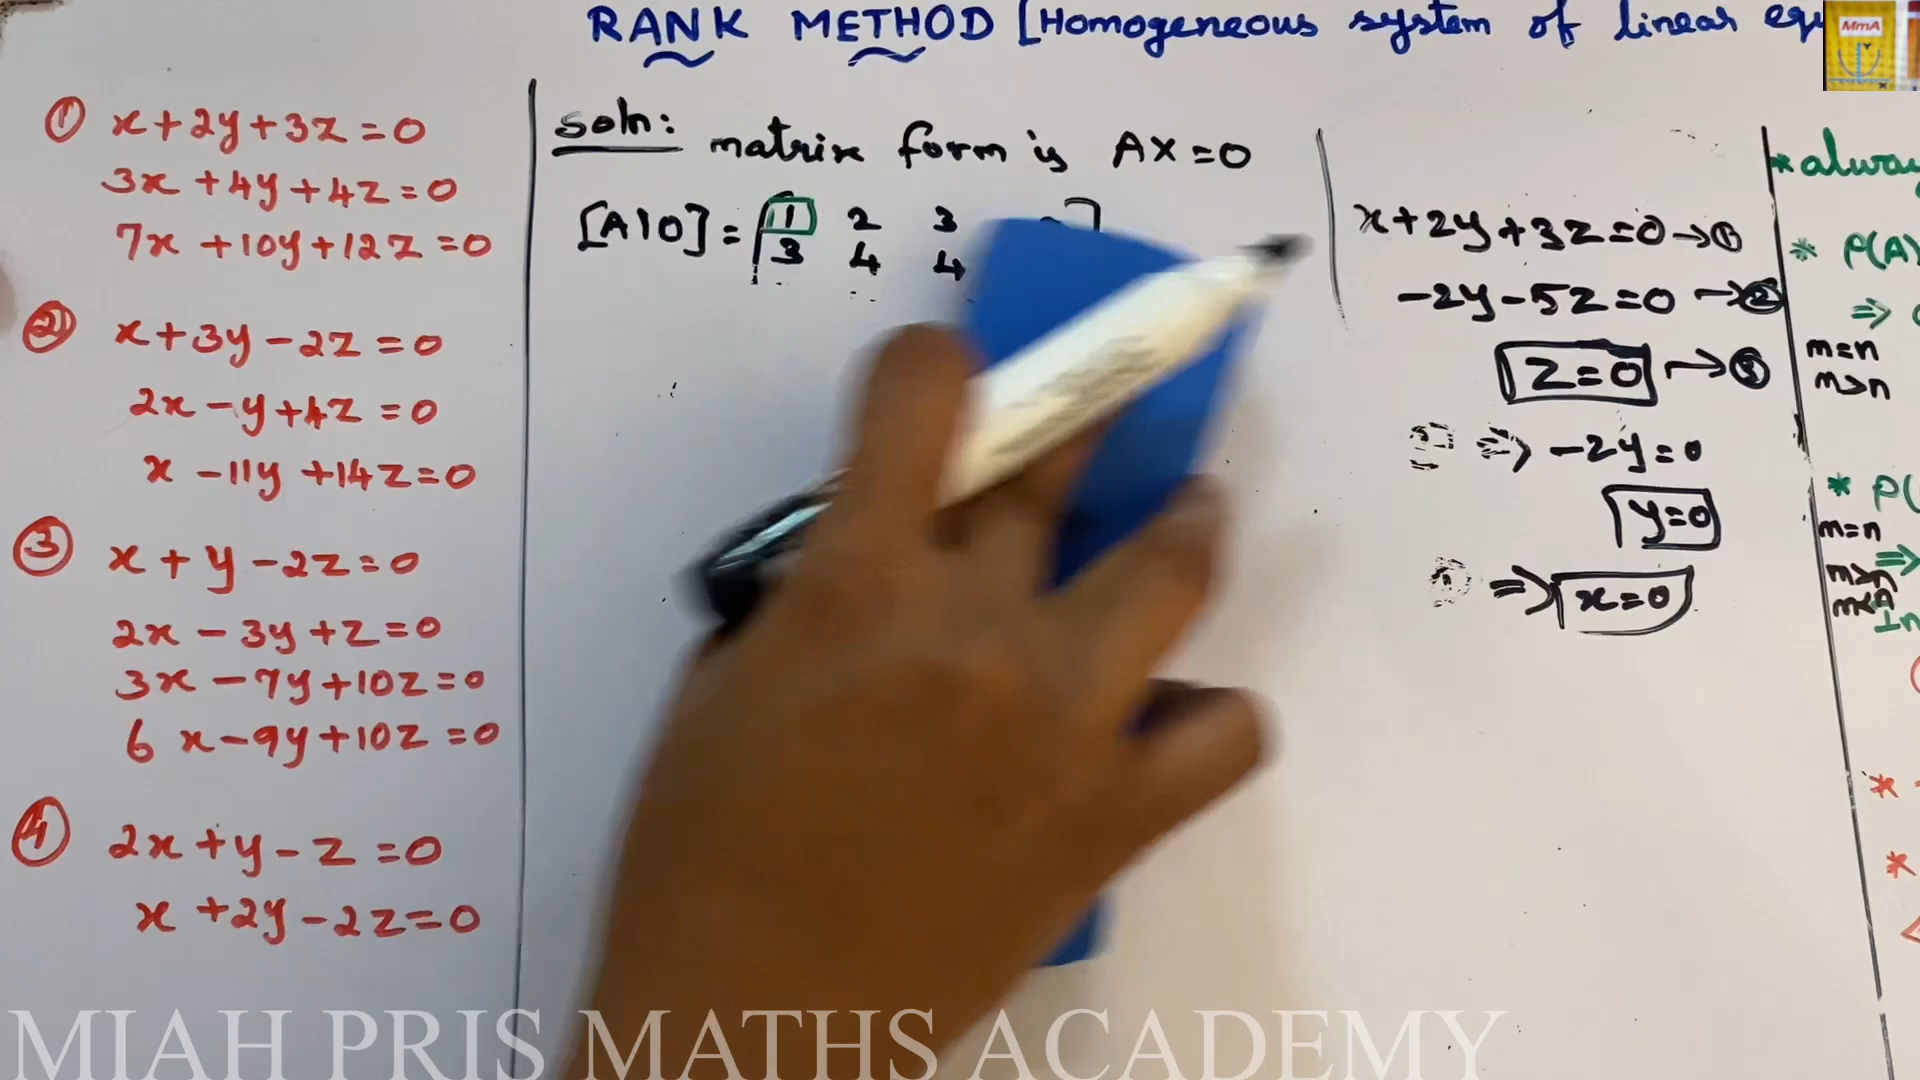 RANK METHOD [Homogeneous system of linear equ
MmA
① x+2y+3z=0
3x+4y+4z=0
7x+10y+12z=0
② x+3y-2z=0
2x-y+4z=0
x-11y+14z=0
③ x+y-2z=0
2x-3y+z=0
3x-7y+10z=0
6x-9y+10z=0
④ 2x+y-z=0
x+2y-2z=0
soln: matrix form is AX=0
[A|0]= [1 2 3
3 4 4
x+2y+3z=0→①
-2y-5z=0→②
z=0→③
⇒ -2y=0
y=0
⇒ x=0
* alway
* ρ(A)
⇒
m=n
m>n
* ρ(
m=n
⇒
m>n
m<n
In
*
*
MIAH PRIS MATHS ACADEMY